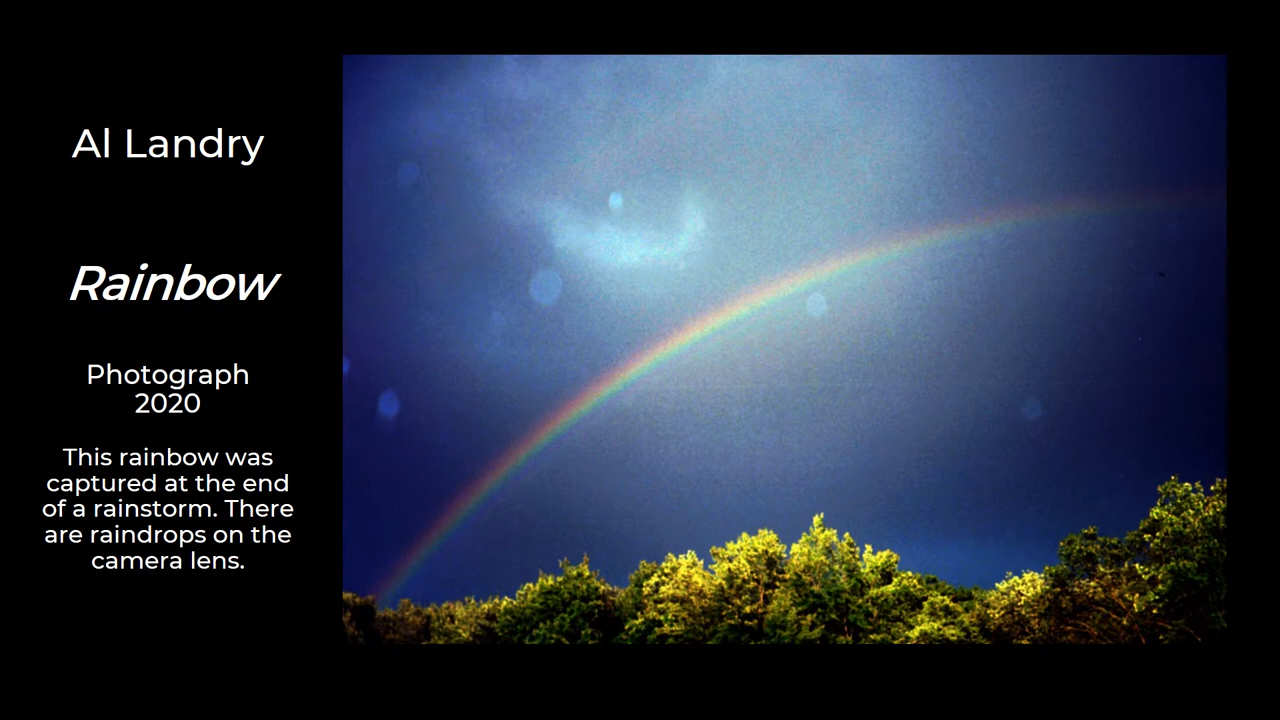 Al Landry
Rainbow
Photograph
2020
This rainbow was
captured at the end
of a rainstorm. There
are raindrops on the
camera lens.